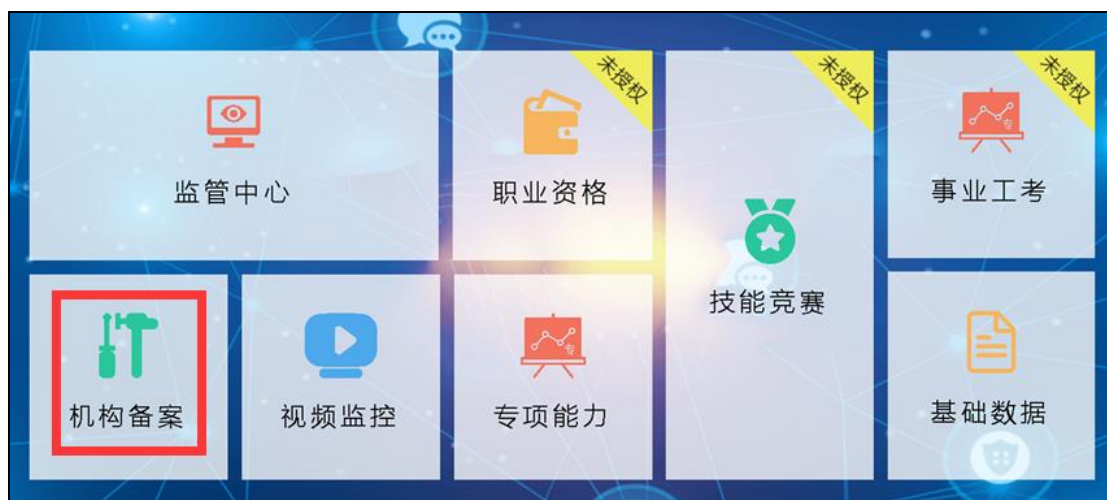 监管中心
未授权
职业资格
未授权
技能竞赛
未授权
专
事业工考
机构备案
视频监控
专
专项能力
基础数据